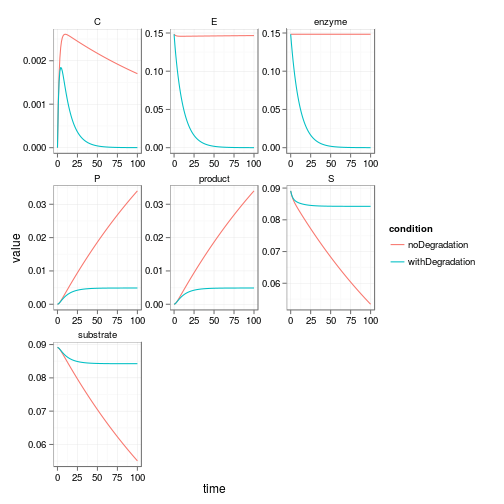 C
E
enzyme
0.002
0.001
0.000
0.15
0.10
0.05
0.00
0.15
0.10
0.05
0.00
0 25 50 75 100
0 25 50 75 100
0 25 50 75 100
P
product
S
0.03
0.02
0.01
0.00
0.03
0.02
0.01
0.00
0.09
0.08
0.07
0.06
0 25 50 75 100
0 25 50 75 100
0 25 50 75 100
substrate
0.09
0.08
0.07
0.06
0 25 50 75 100
value
time
condition
noDegradation
withDegradation